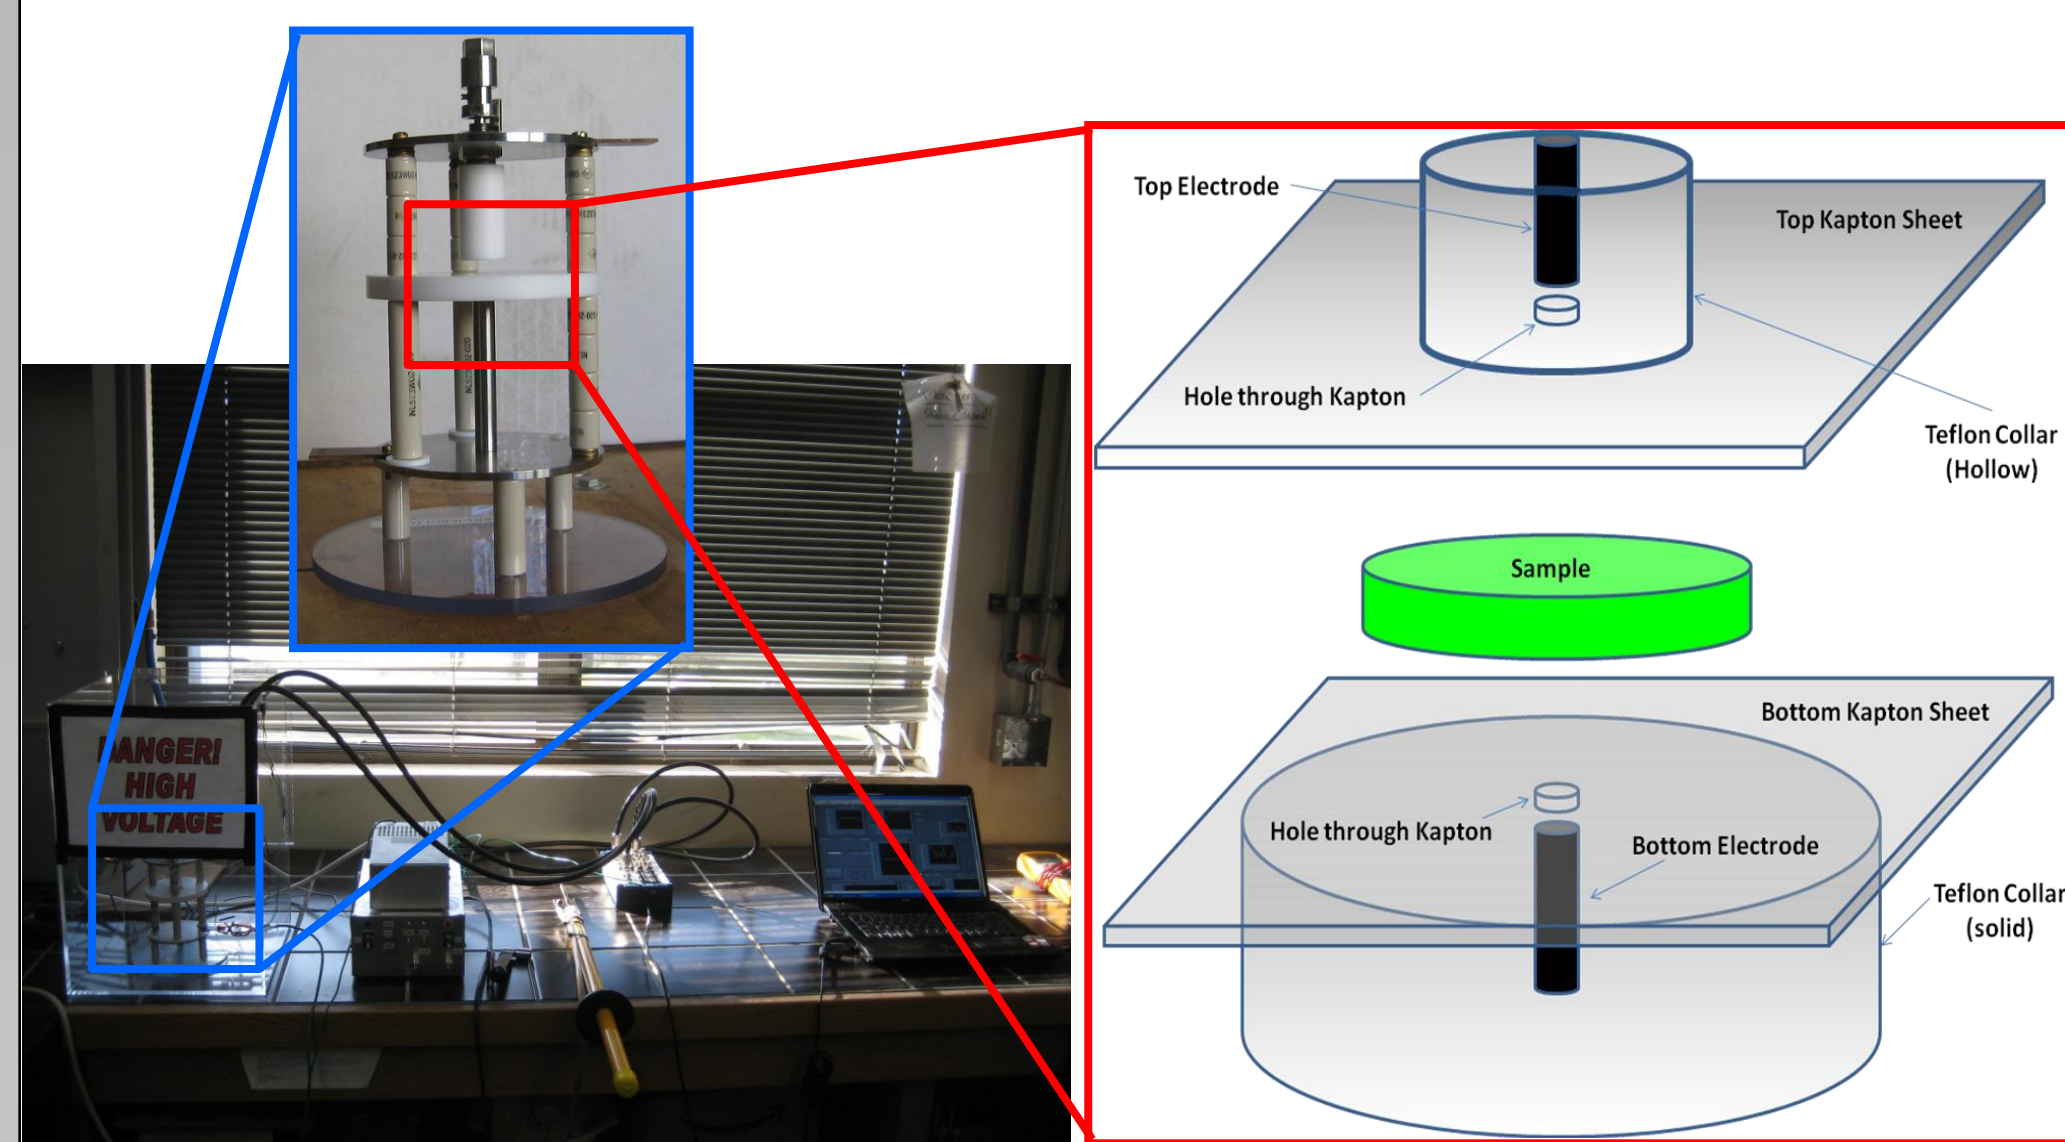 Top Electrode
Top Kapton Sheet
Hole through Kapton
Teflon Collar
(Hollow)
Sample
Bottom Kapton Sheet
Hole through Kapton
Bottom Electrode
Teflon Collar
(solid)
DANGER!
HIGH
VOLTAGE